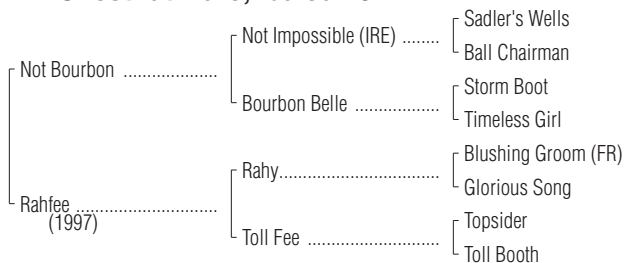 Sadler's Wells
Not Impossible (IRE) ........
Ball Chairman
Not Bourbon ....................
Storm Boot
Bourbon Belle ..................
Timeless Girl
Blushing Groom (FR)
Rahy..................................
Glorious Song
Rahfee ..............................
(1997)
Topsider
Toll Fee ............................
Toll Booth